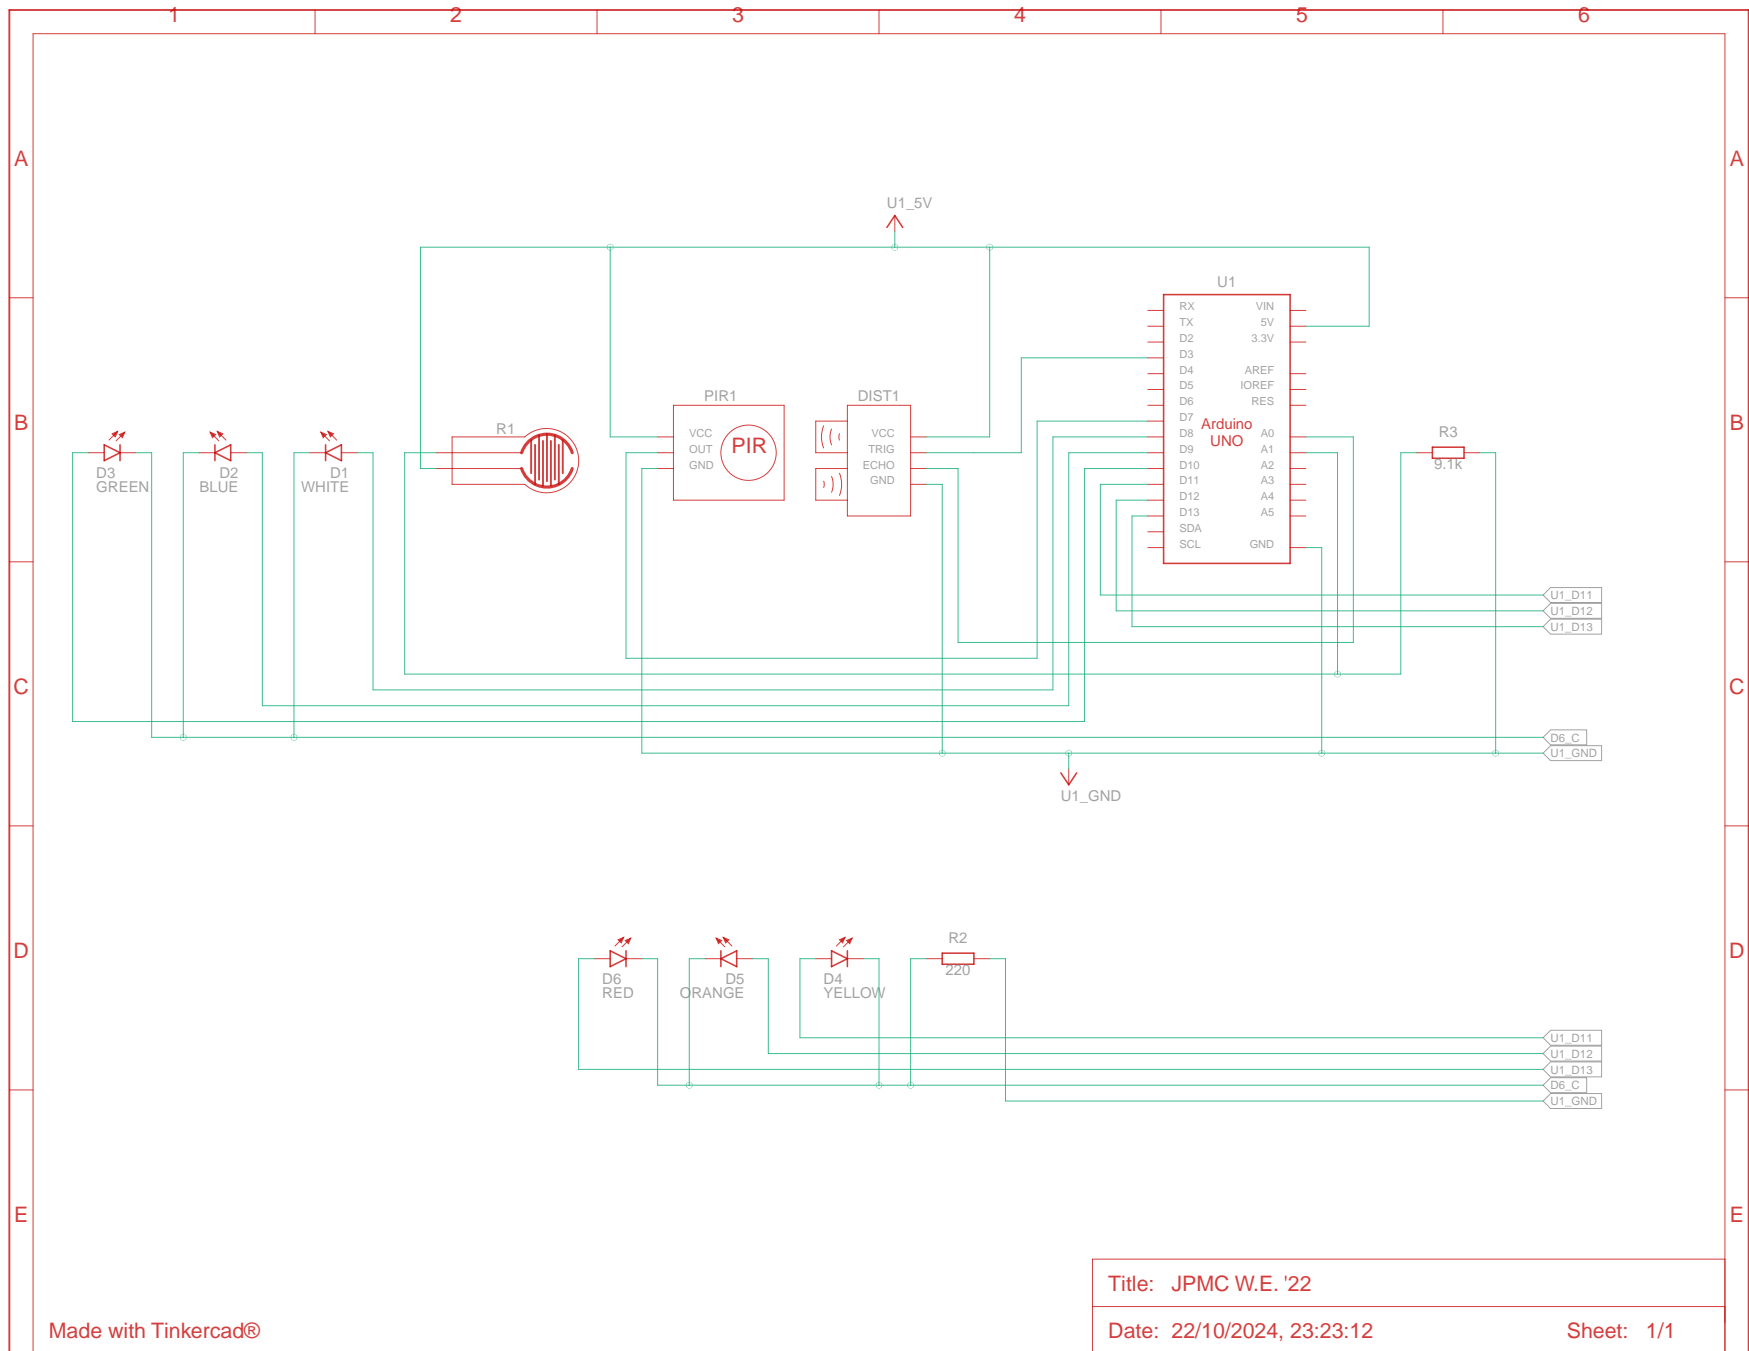 1 2 3 4 5 6
A A
U1_5V
U1
B B
RX VIN
TX 5V
D2 3.3V
D3
D4 AREF
D5 IOREF
D6 RES
D7
D8 A0
D9 A1
D10 A2
D11 A3
D12 A4
D13 A5
SDA
SCL GND
Arduino
UNO
PIR1
VCC
OUT
GND
PIR
DIST1
VCC
TRIG
ECHO
GND
R1
R3
9.1k
D3
GREEN
D2
BLUE
D1
WHITE
U1_D11
U1_D12
U1_D13
C C
D6_C
U1_GND
U1_GND
D D
R2
220
D6
RED
D5
ORANGE
D4
YELLOW
U1_D11
U1_D12
U1_D13
D6_C
U1_GND
E E
Title: JPMC W.E. '22
Made with Tinkercad®
Date: 22/10/2024, 23:23:12 Sheet: 1/1